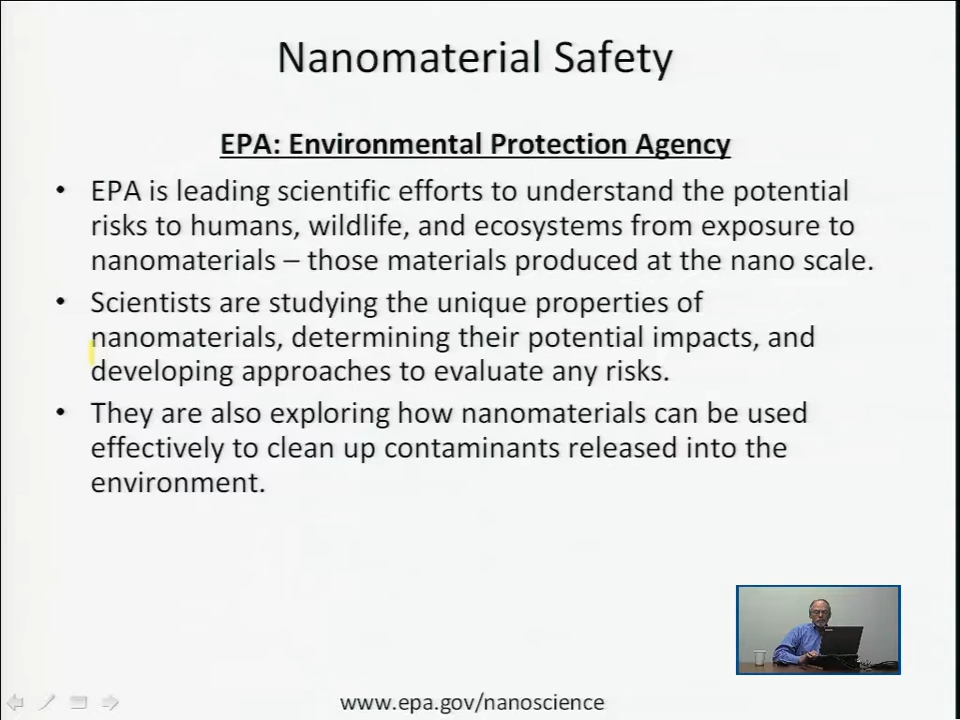 Nanomaterial Safety
EPA: Environmental Protection Agency
• EPA is leading scientific efforts to understand the potential
risks to humans, wildlife, and ecosystems from exposure to
nanomaterials – those materials produced at the nano scale.
• Scientists are studying the unique properties of
nanomaterials, determining their potential impacts, and
developing approaches to evaluate any risks.
• They are also exploring how nanomaterials can be used
effectively to clean up contaminants released into the
environment.
www.epa.gov/nanoscience